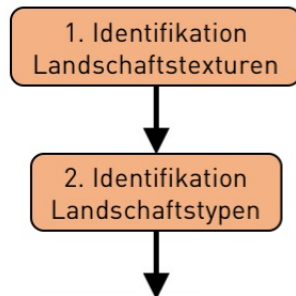 1. Identifikation
Landschaftstexturen
2. Identifikation
Landschaftstypen